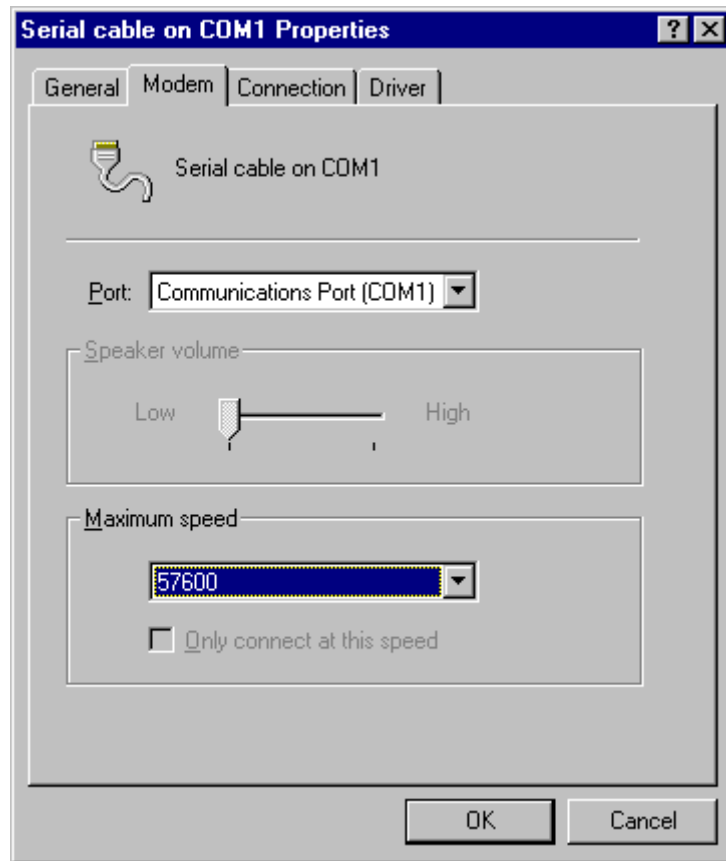 Serial cable on COM1 Properties
General Modem Connection Driver
Serial cable on COM1
Port: Communications Port (COM1)
Speaker volume
Low High
Maximum speed
57600
Only connect at this speed
OK Cancel